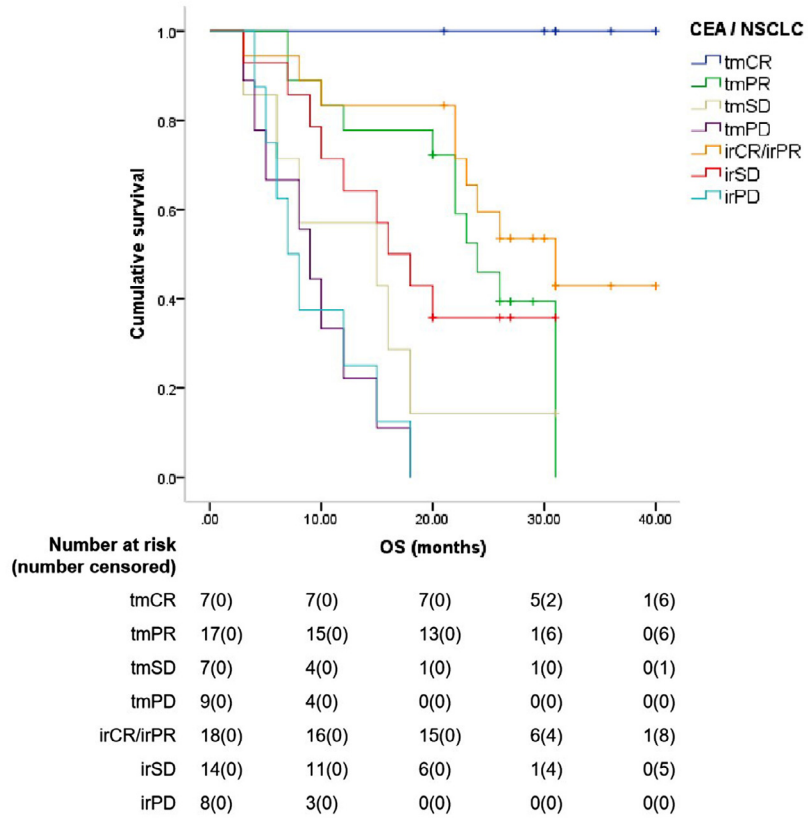 CEA / NSCLC
tmCR
tmPR
tmSD
tmPD
irCR/irPR
irSD
irPD
Cumulative survival
1.0
0.8
0.6
0.4
0.2
0.0
.00 10.00 20.00 30.00 40.00
OS (months)
Number at risk
(number censored)
tmCR 7(0) 7(0) 7(0) 5(2) 1(6)
tmPR 17(0) 15(0) 13(0) 1(6) 0(6)
tmSD 7(0) 4(0) 1(0) 1(0) 0(1)
tmPD 9(0) 4(0) 0(0) 0(0) 0(0)
irCR/irPR 18(0) 16(0) 15(0) 6(4) 1(8)
irSD 14(0) 11(0) 6(0) 1(4) 0(5)
irPD 8(0) 3(0) 0(0) 0(0) 0(0)